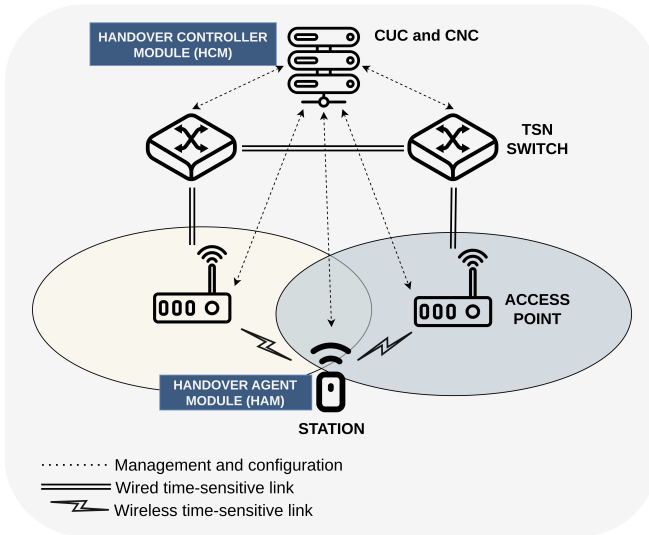 HANDOVER CONTROLLER
MODULE (HCM)
CUC and CNC
TSN
SWITCH
ACCESS
POINT
HANDOVER AGENT
MODULE (HAM)
STATION
Management and configuration
Wired time-sensitive link
Wireless time-sensitive link